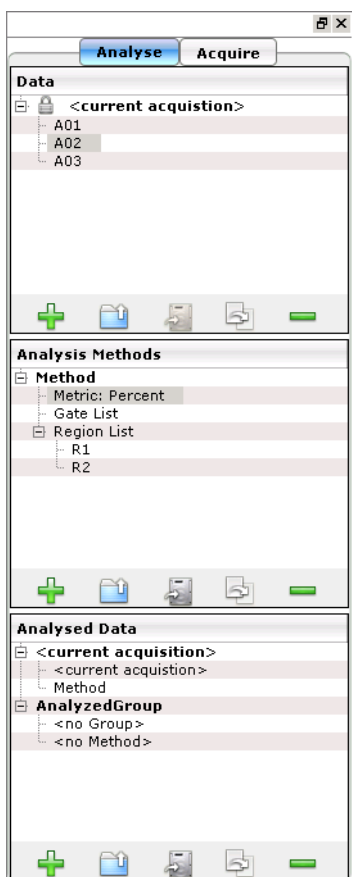 Analyse Acquire
Data
<current acquistion>
A01
A02
A03
Analysis Methods
Method
Metric: Percent
Gate List
Region List
R1
R2
Analysed Data
<current acquisition>
<current acquistion>
Method
AnalyzedGroup
<no Group>
<no Method>